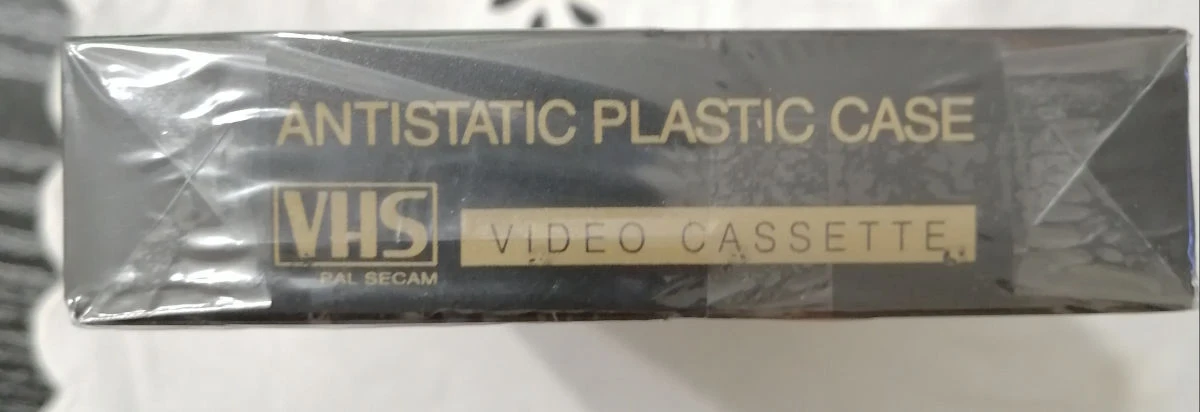 ANTISTATIC PLASTIC CASE
VHS
VIDEO CASSETTE
PAL SECAM